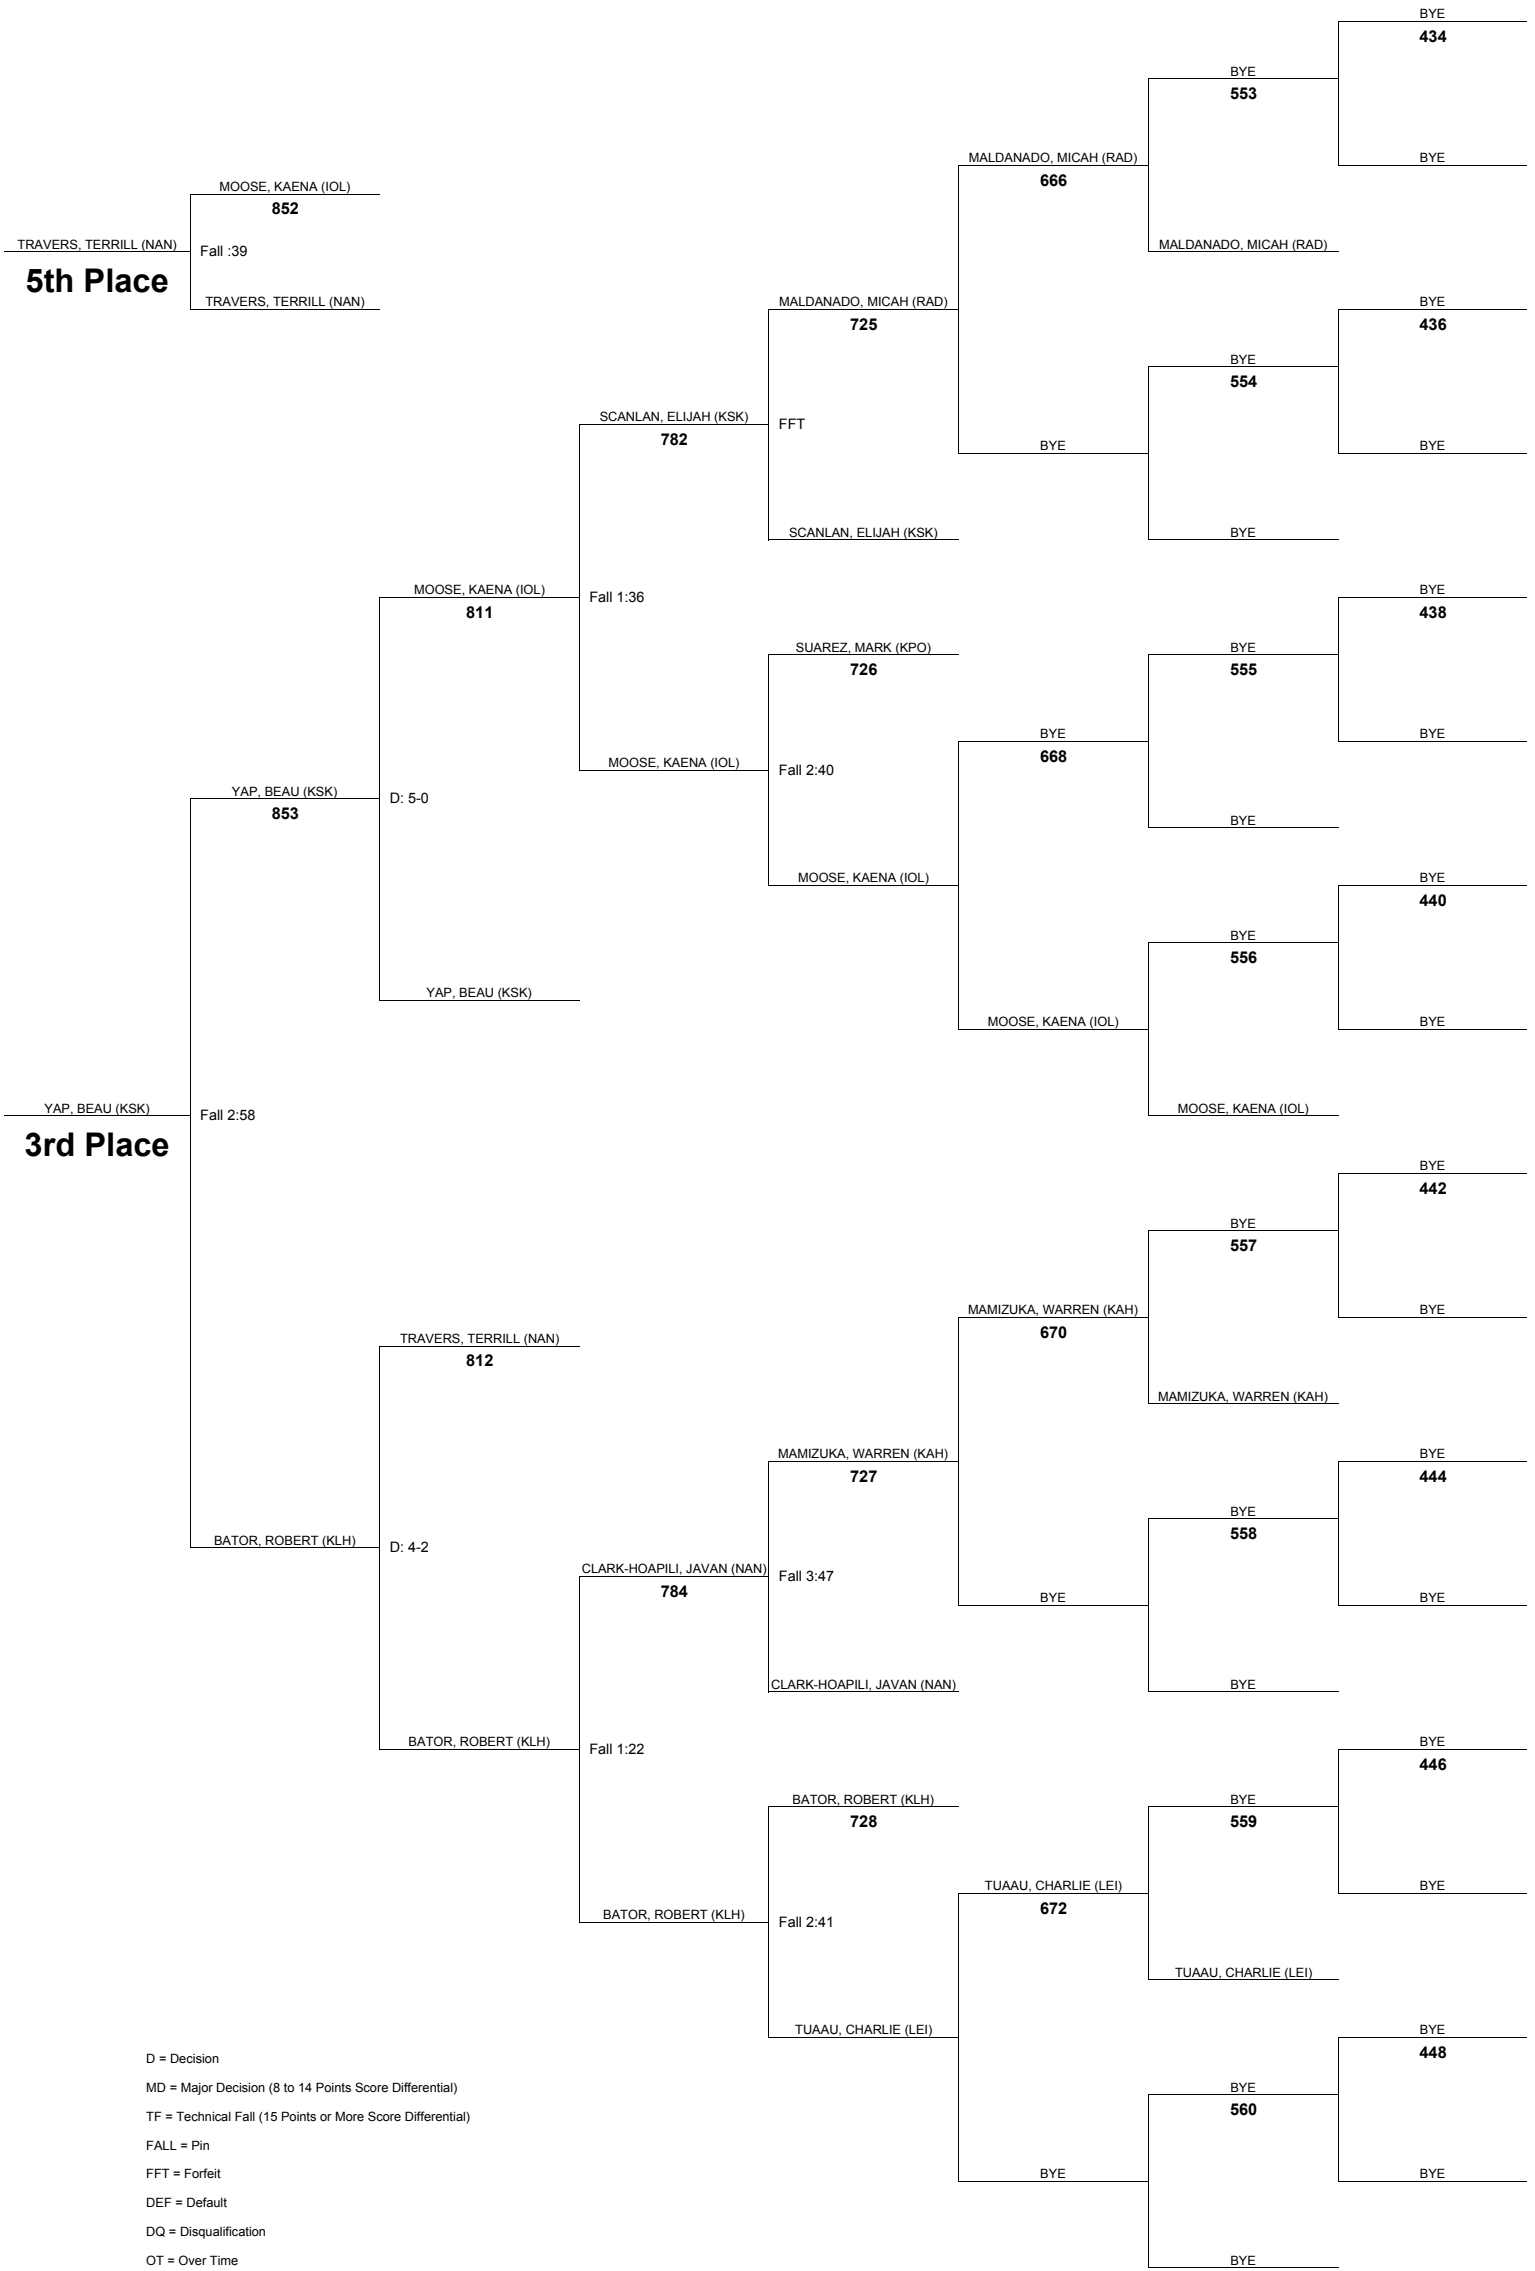 BYE
434
BYE
553
BYE
MALDANADO, MICAH (RAD)
666
MOOSE, KAENA (IOL)
852
TRAVERS, TERRILL (NAN)
Fall :39
MALDANADO, MICAH (RAD)
5th Place
TRAVERS, TERRILL (NAN)
MALDANADO, MICAH (RAD)
725
BYE
436
BYE
554
SCANLAN, ELIJAH (KSK)
782
FFT
BYE
BYE
SCANLAN, ELIJAH (KSK)
BYE
MOOSE, KAENA (IOL)
811
Fall 1:36
BYE
438
SUAREZ, MARK (KPO)
726
BYE
555
BYE
668
BYE
MOOSE, KAENA (IOL)
Fall 2:40
YAP, BEAU (KSK)
853
D: 5-0
BYE
MOOSE, KAENA (IOL)
BYE
440
BYE
556
YAP, BEAU (KSK)
MOOSE, KAENA (IOL)
BYE
YAP, BEAU (KSK)
Fall 2:58
MOOSE, KAENA (IOL)
3rd Place
BYE
442
BYE
557
MAMIZUKA, WARREN (KAH)
670
BYE
TRAVERS, TERRILL (NAN)
812
MAMIZUKA, WARREN (KAH)
MAMIZUKA, WARREN (KAH)
727
BYE
444
BYE
558
BATOR, ROBERT (KLH)
D: 4-2
CLARK-HOAPILI, JAVAN (NAN)
784
Fall 3:47
BYE
BYE
CLARK-HOAPILI, JAVAN (NAN)
BYE
BATOR, ROBERT (KLH)
Fall 1:22
BYE
446
BATOR, ROBERT (KLH)
728
BYE
559
TUAAU, CHARLIE (LEI)
672
BYE
BATOR, ROBERT (KLH)
Fall 2:41
TUAAU, CHARLIE (LEI)
TUAAU, CHARLIE (LEI)
BYE
448
D = Decision
MD = Major Decision (8 to 14 Points Score Differential)
BYE
560
TF = Technical Fall (15 Points or More Score Differential)
FALL = Pin
FFT = Forfeit
BYE
BYE
DEF = Default
DQ = Disqualification
OT = Over Time
BYE